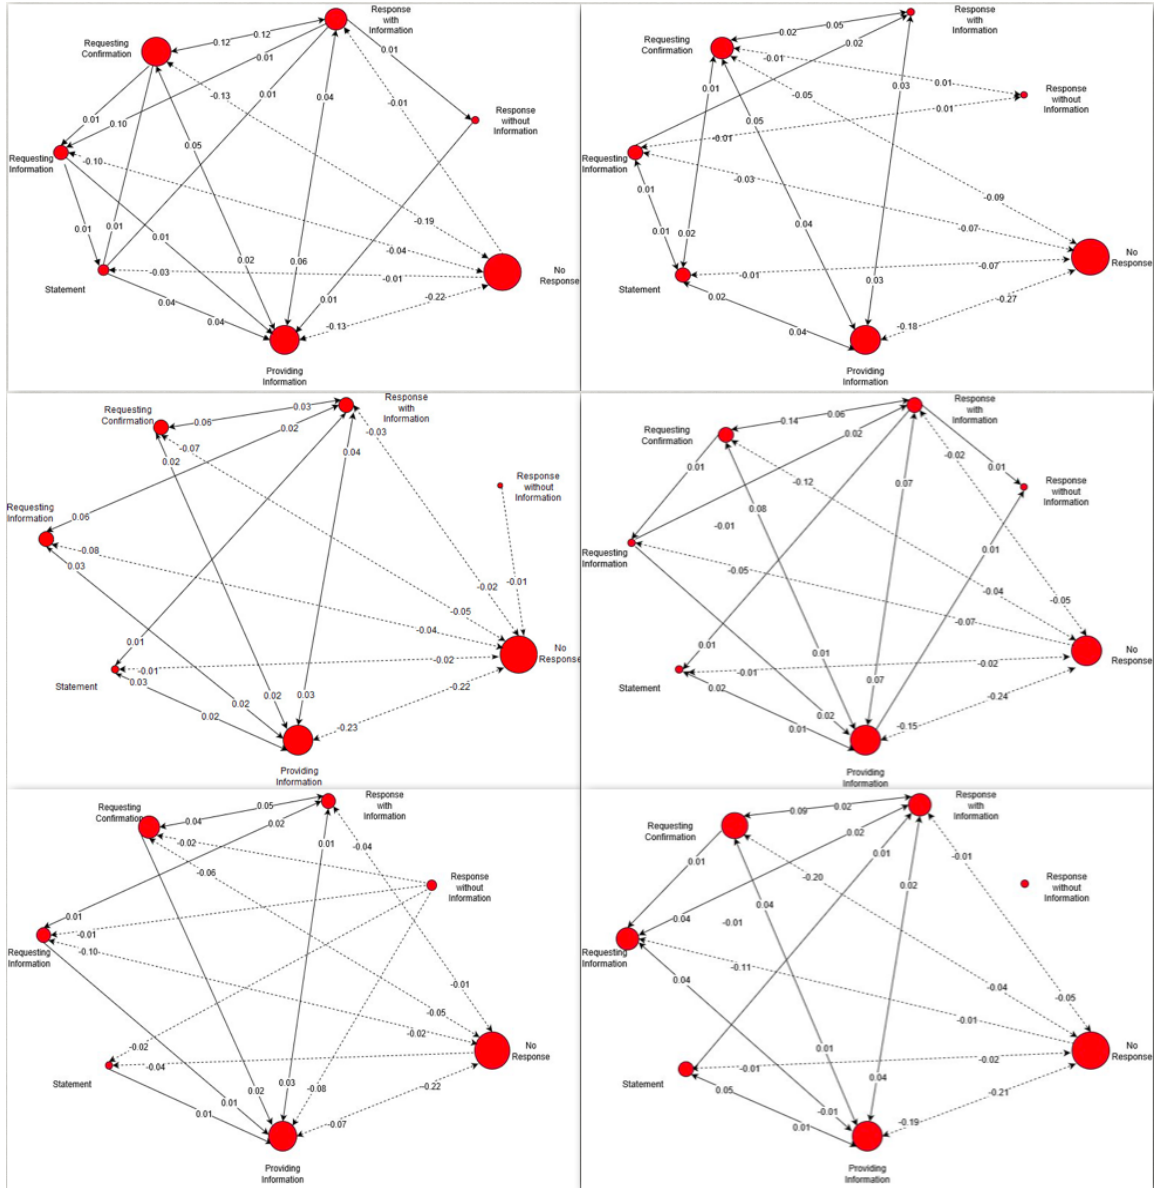 Response
with
Information
Requesting
Confirmation
0.12
0.12
0.01
0.01
-0.13
0.01
0.04
-0.01
Response
without
Information
0.01
0.10
0.05
Requesting
Information
-0.10
-0.19
0.01
0.01
0.01
-0.04
0.02
0.06
-0.03
-0.01
No
Response
Statement
0.04
0.01
-0.22
0.04
-0.13
Providing
Information
Response
with
Information
Requesting
Confirmation
0.05
0.02
0.02
-0.01
0.01
0.01
-0.05
0.03
Response
without
Information
0.01
0.05
-0.01
Requesting
Information
-0.03
0.01
-0.09
0.01
0.02
0.04
-0.07
No
Response
-0.01
-0.07
0.03
Statement
0.02
-0.27
0.04
-0.18
Providing
Information
Response
with
Information
Requesting
Confirmation
0.03
0.06
0.02
-0.03
-0.07
0.02
0.04
Response
without
Information
Requesting
Information
0.06
-0.08
0.03
-0.02
-0.01
-0.05
-0.04
0.01
No
Response
-0.01
-0.02
Statement
0.03
0.02
0.03
-0.22
0.02
0.02
-0.23
Providing
Information
Response
with
Information
Requesting
Confirmation
0.06
0.14
0.02
-0.02
0.01
0.01
-0.12
0.07
Response
without
Information
0.08
-0.01
Requesting
Information
0.01
-0.05
-0.04
-0.05
-0.07
0.01
0.01
No
Response
-0.01
-0.02
0.07
Statement
0.02
-0.24
0.02
0.01
-0.15
Providing
Information
Response
with
Information
Requesting
Confirmation
0.05
0.04
0.02
-0.02
0.01
-0.04
-0.06
Response
without
Information
0.01
-0.01
Requesting
Information
-0.10
-0.01
-0.05
-0.02
-0.02
No
Response
-0.04
Statement
0.03
-0.08
-0.22
0.02
0.01
0.01
-0.07
Providing
Information
Response
with
Information
Requesting
Confirmation
0.02
0.09
0.02
0.01
-0.01
0.01
-0.20
0.02
Response
without
Information
0.04
0.04
-0.01
Requesting
Information
-0.11
0.04
-0.04
-0.05
-0.01
0.01
No
Response
-0.01
-0.02
0.04
Statement
0.05
-0.21
-0.01
0.01
-0.19
Providing
Information